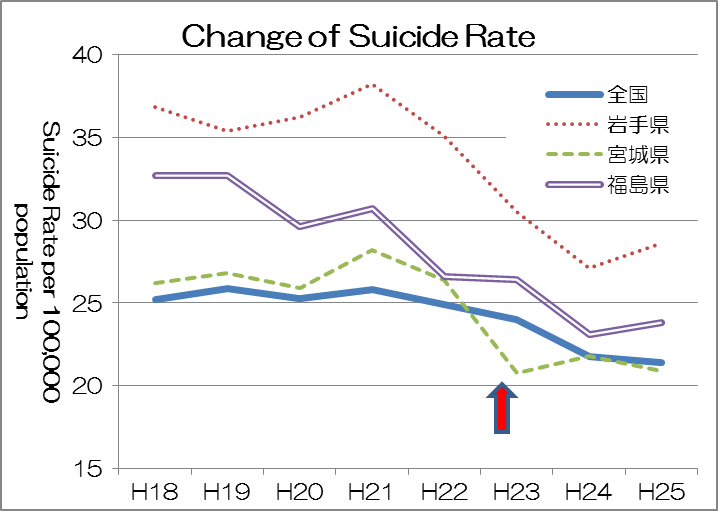 Change of Suicide Rate
40
35
30
25
20
15
Suicide Rate per 100,000
population
全国
岩手県
宮城県
福島県
H18 H19 H20 H21 H22 H23 H24 H25